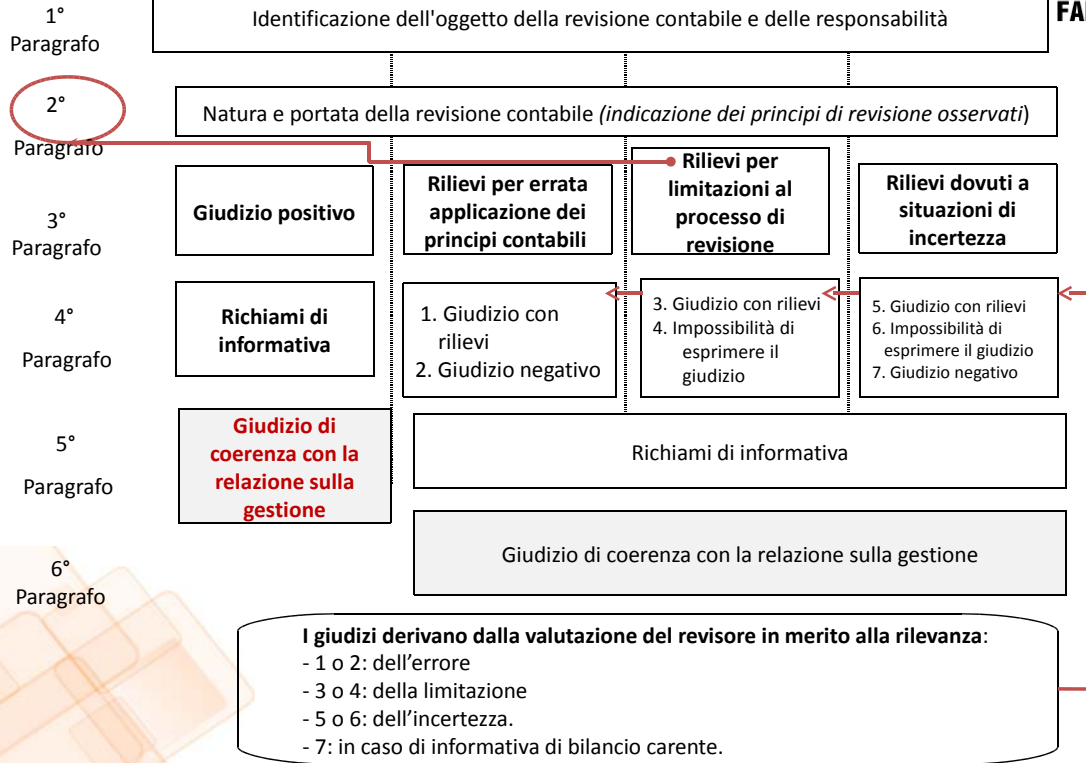 1°
Paragrafo
Identificazione dell'oggetto della revisione contabile e delle responsabilità
2°
Paragrafo
Natura e portata della revisione contabile (indicazione dei principi di revisione osservati)
3°
Paragrafo
Giudizio positivo
Rilievi per errata
applicazione dei
principi contabili
Rilievi per
limitazioni al
processo di
revisione
Rilievi dovuti a
situazioni di
incertezza
4°
Paragrafo
Richiami di
informativa
1. Giudizio con
rilievi
2. Giudizio negativo
3. Giudizio con rilievi
4. Impossibilità di
esprimere il
giudizio
5. Giudizio con rilievi
6. Impossibilità di
esprimere il giudizio
7. Giudizio negativo
5°
Paragrafo
Giudizio di
coerenza con la
relazione sulla
gestione
Richiami di informativa
6°
Paragrafo
Giudizio di coerenza con la relazione sulla gestione
I giudizi derivano dalla valutazione del revisore in merito alla rilevanza:
- 1 o 2: dell'errore
- 3 o 4: della limitazione
- 5 o 6: dell'incertezza.
- 7: in caso di informativa di bilancio carente.